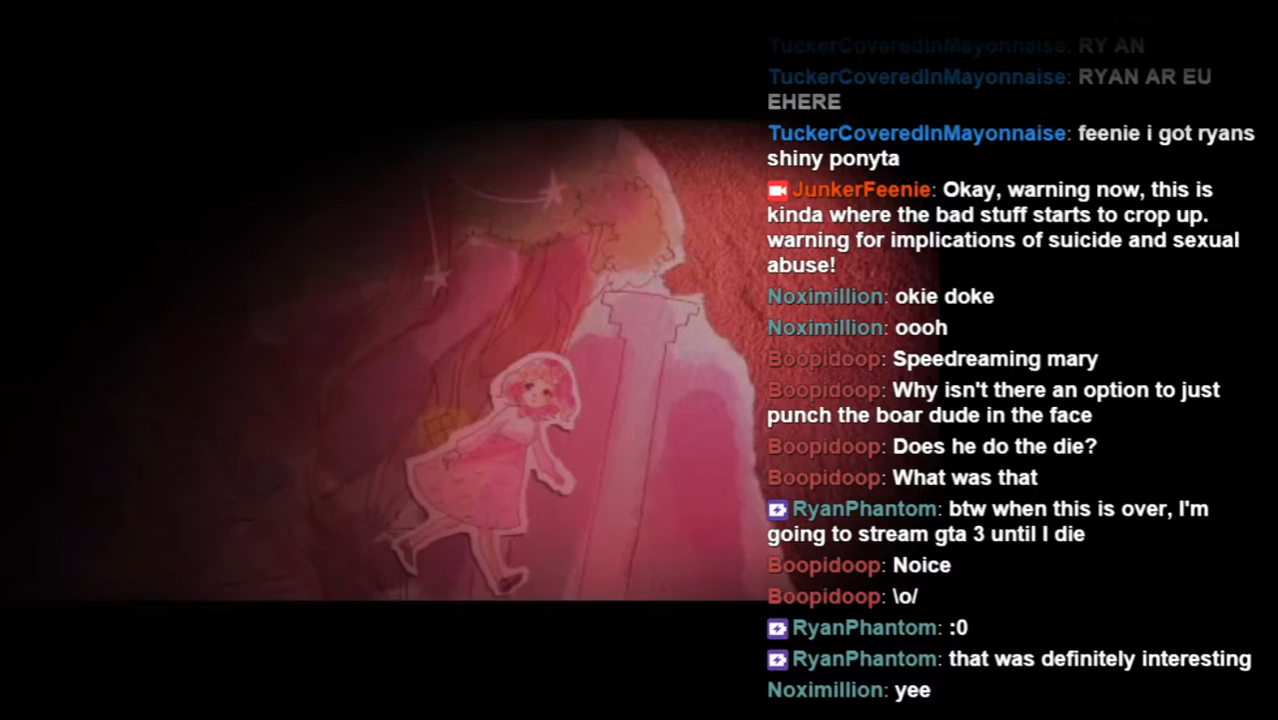 TuckerCoveredInMayonnaise: RY AN
TuckerCoveredInMayonnaise: RYAN AR EU
EHERE
TuckerCoveredInMayonnaise: feenie i got ryans
shiny ponyta
JunkerFeenie: Okay, warning now, this is
kinda where the bad stuff starts to crop up.
warning for implications of suicide and sexual
abuse!
Noximillion: okie doke
Noximillion: oooh
Boopidoop: Speedreaming mary
Boopidoop: Why isn't there an option to just
punch the boar dude in the face
Boopidoop: Does he do the die?
Boopidoop: What was that
RyanPhantom: btw when this is over, I'm
going to stream gta 3 until I die
Boopidoop: Noice
Boopidoop: \o/
RyanPhantom: :0
RyanPhantom: that was definitely interesting
Noximillion: yee